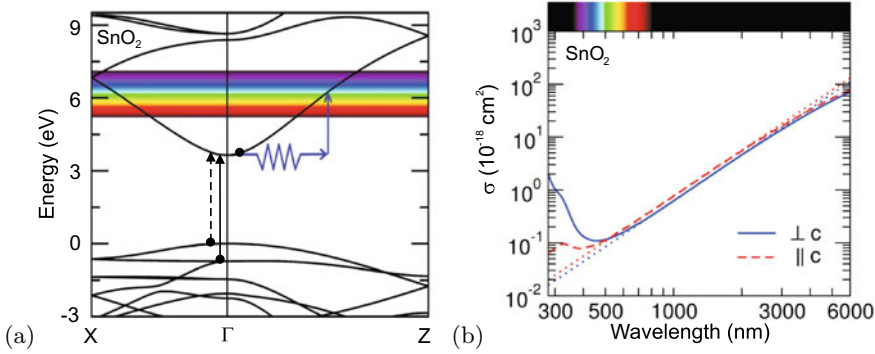 SnO₂
9
6
3
0
-3
Energy (eV)
X
Γ
Z
(a)
SnO₂
10³
10²
10¹
10⁰
10⁻¹
10⁻²
σ (10⁻¹⁸ cm²)
⊥ c
∥ c
300
500
1000
3000
6000
Wavelength (nm)
(b)